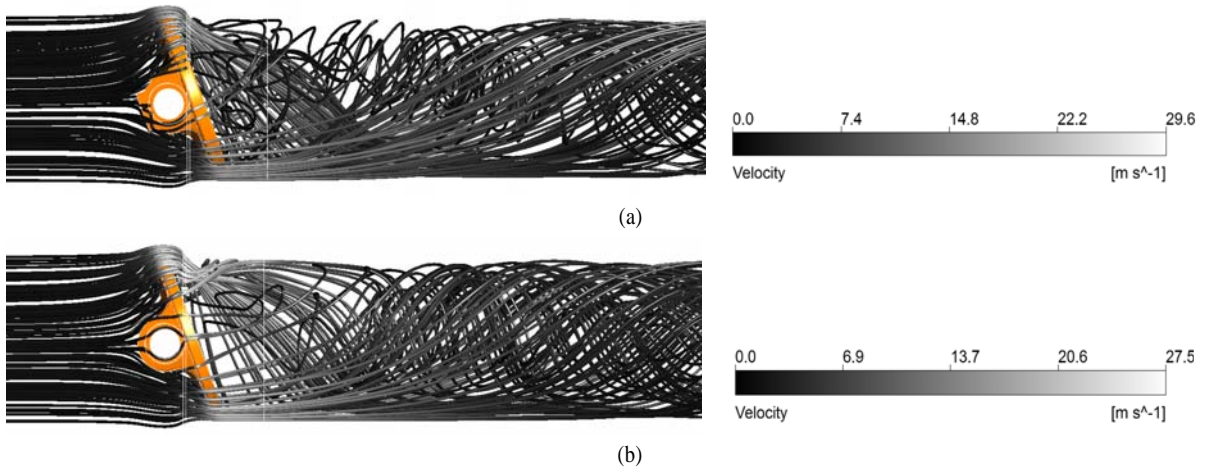 0.0 7.4 14.8 22.2 29.6
Velocity [m s^-1]
(a)
0.0 6.9 13.7 20.6 27.5
Velocity [m s^-1]
(b)